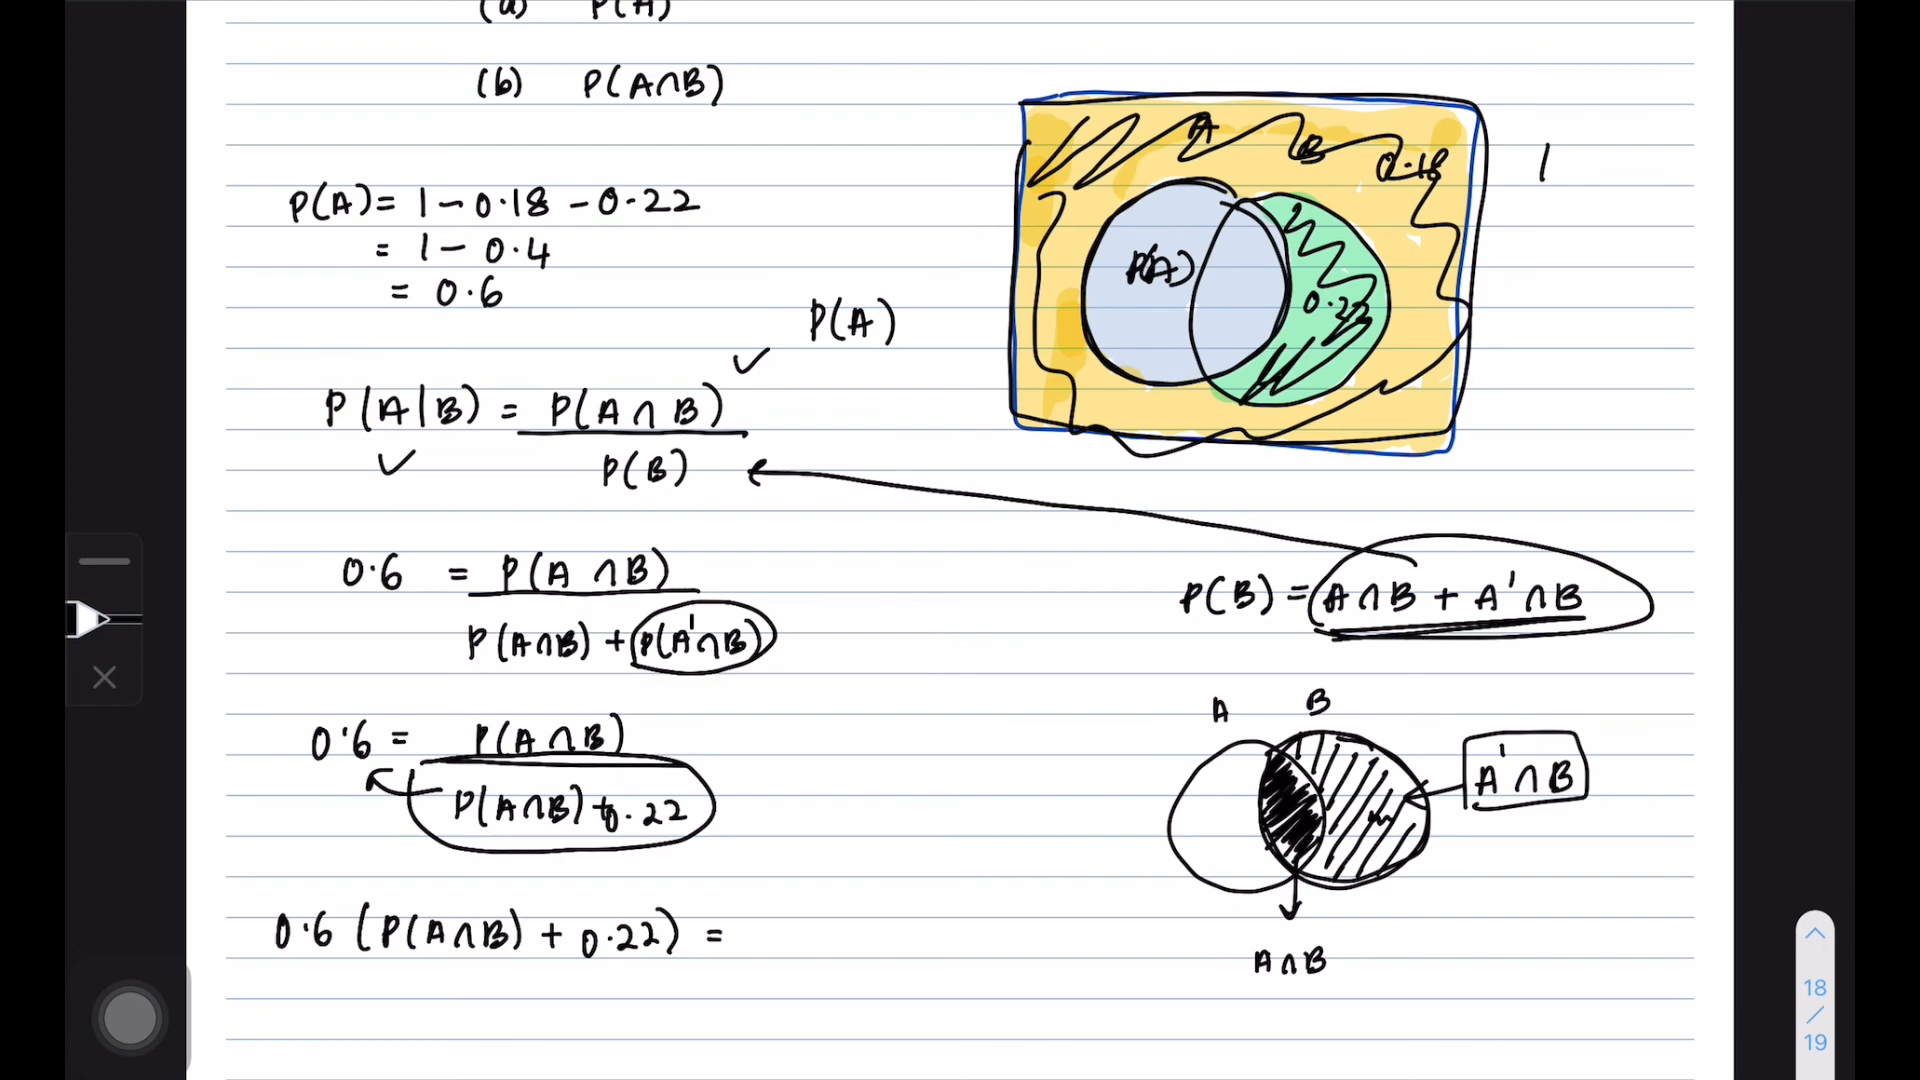 (a) P(A)
(b) P(A∩B)
P(A) = 1 - 0.18 - 0.22
= 1 - 0.4
= 0.6
P(A)
P(A|B) = P(A∩B)
P(B)
0.6 = P(A∩B)
P(A∩B) + P(A'∩B)
0.6 = P(A∩B)
P(A∩B) + 0.22
0.6 (P(A∩B) + 0.22) =
A
B
0.18
1
P(A)
0.22
P(B) = A∩B + A'∩B
A
B
A'∩B
A∩B
18
/
19